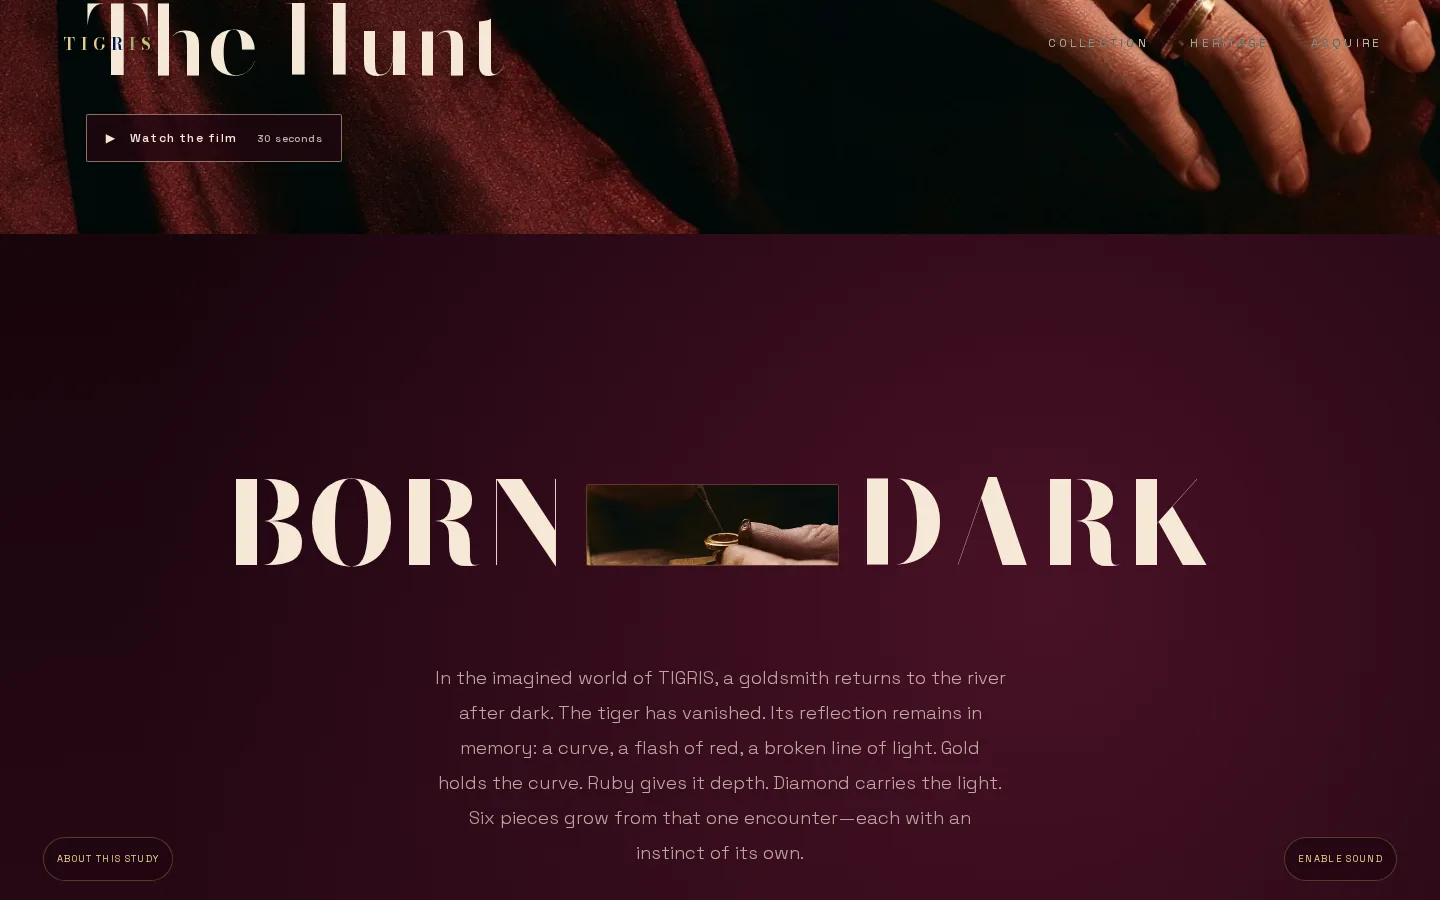 The Hunt
TIGRIS
COLLECTION HERITAGE ACQUIRE
▶ Watch the film 30 seconds
BORN DARK
In the imagined world of TIGRIS, a goldsmith returns to the river
after dark. The tiger has vanished. Its reflection remains in
memory: a curve, a flash of red, a broken line of light. Gold
holds the curve. Ruby gives it depth. Diamond carries the light.
Six pieces grow from that one encounter—each with an
instinct of its own.
ABOUT THIS STUDY
ENABLE SOUND